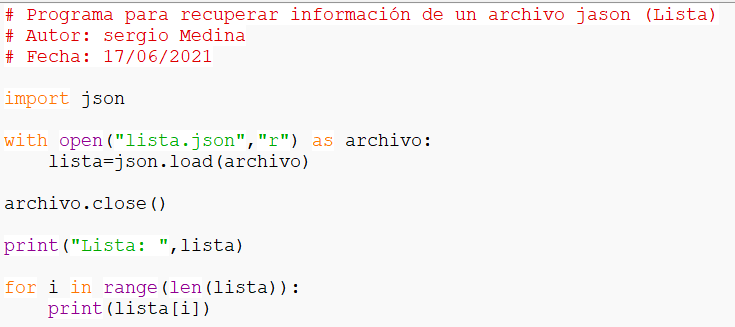 # Programa para recuperar información de un archivo jason (Lista)
# Autor: sergio Medina
# Fecha: 17/06/2021
import json
with open("lista.json","r") as archivo:
    lista=json.load(archivo)
archivo.close()
print("Lista: ",lista)
for i in range(len(lista)):
    print(lista[i])